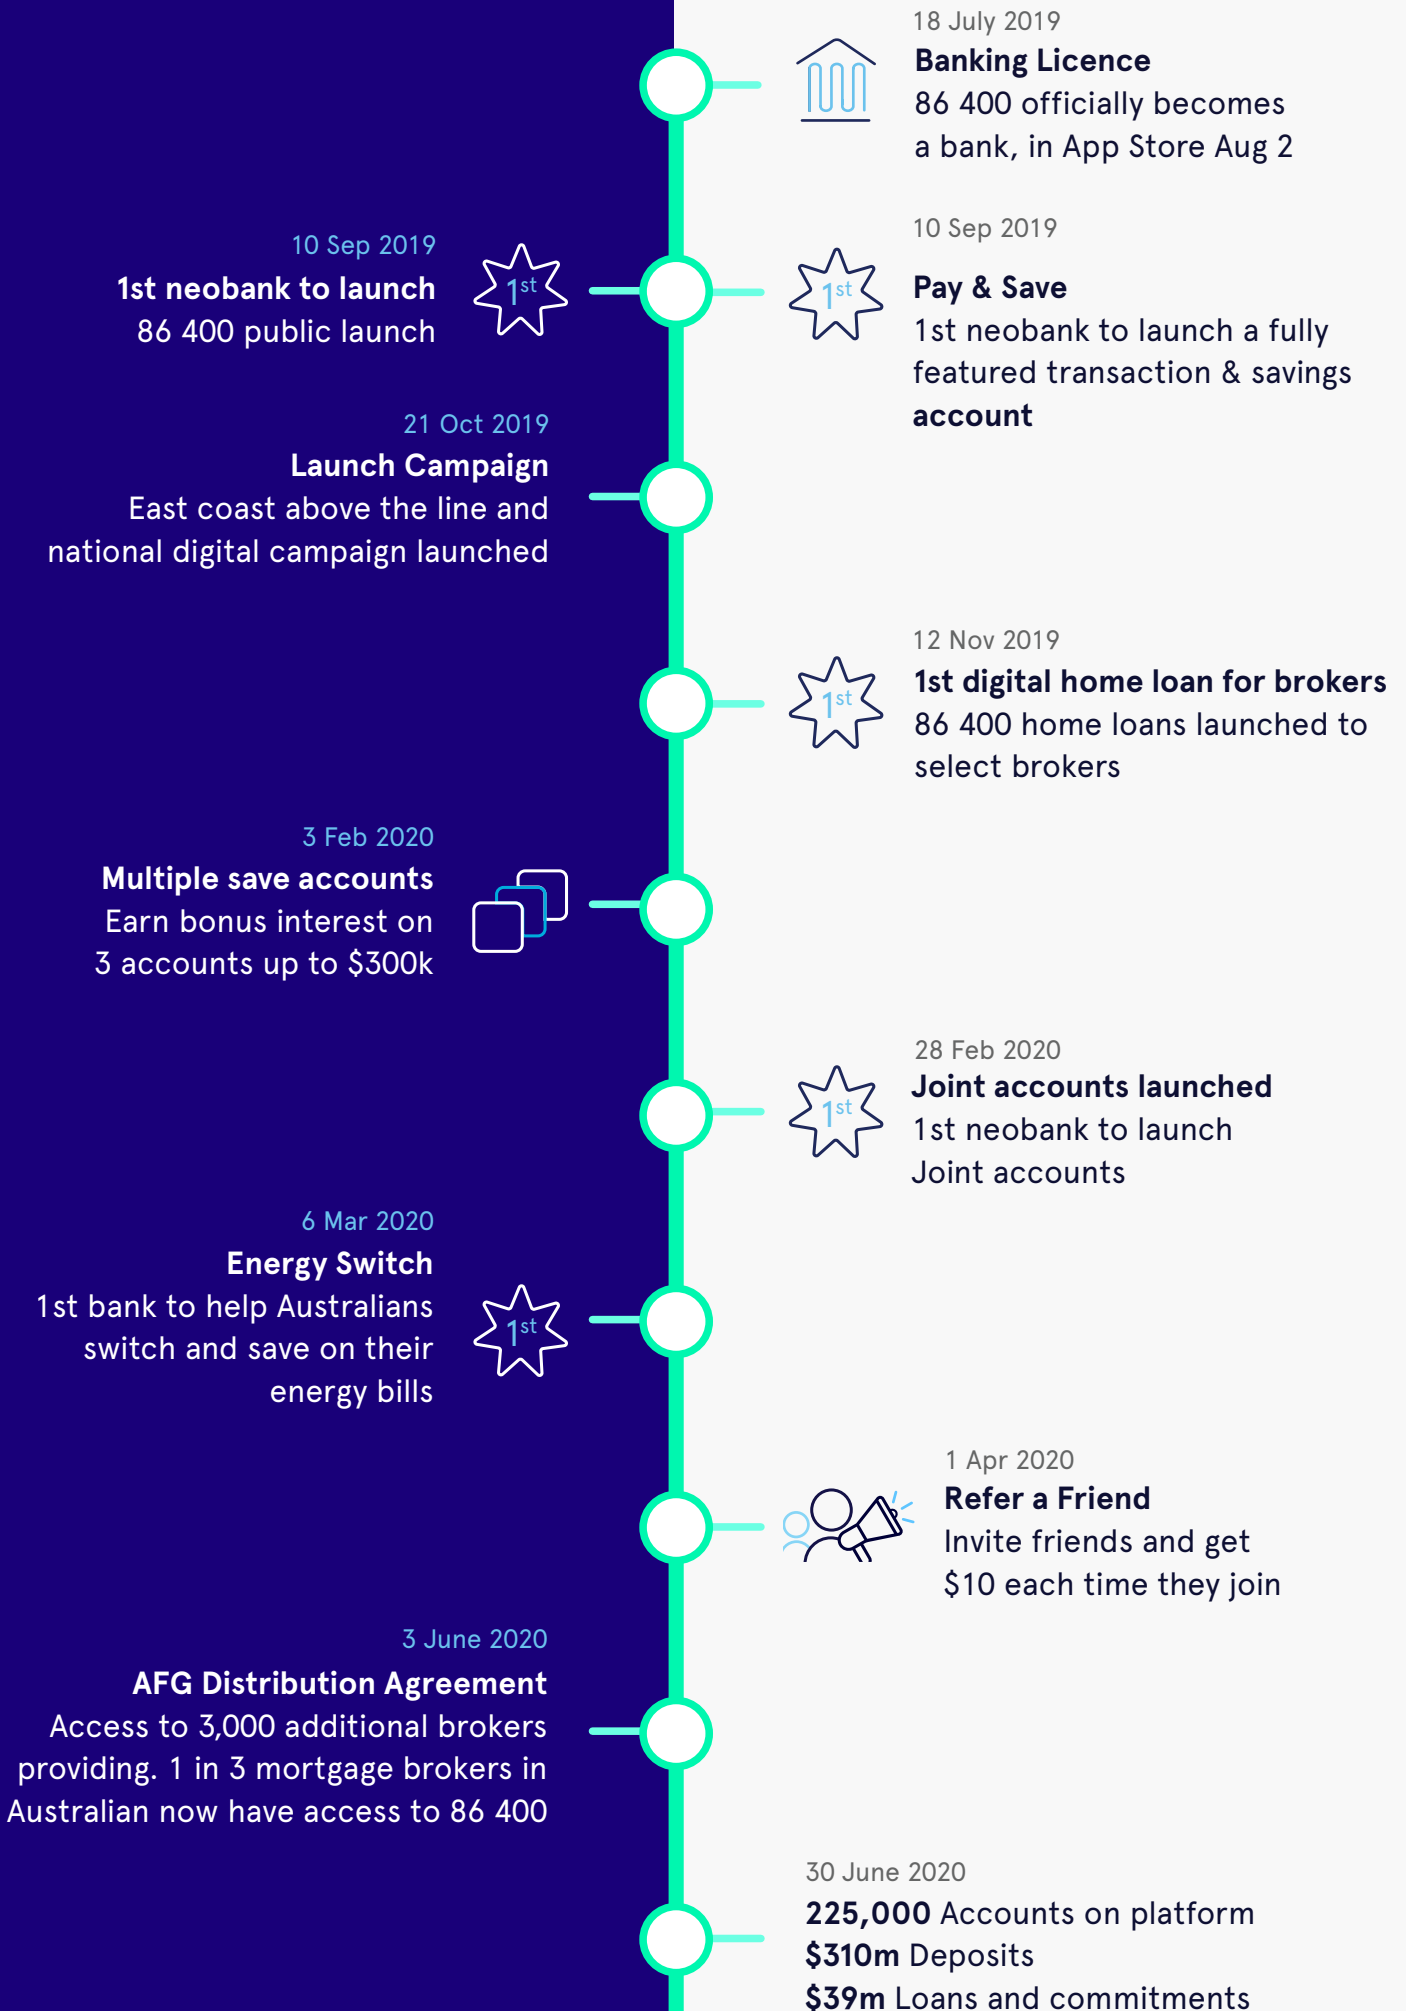 18 July 2019
Banking Licence
86 400 officially becomes
a bank, in App Store Aug 2
10 Sep 2019
1st neobank to launch
86 400 public launch
1st
10 Sep 2019
1st
Pay & Save
1st neobank to launch a fully
featured transaction & savings
account
21 Oct 2019
Launch Campaign
East coast above the line and
national digital campaign launched
12 Nov 2019
1st
1st digital home loan for brokers
86 400 home loans launched to
select brokers
3 Feb 2020
Multiple save accounts
Earn bonus interest on
3 accounts up to $300k
28 Feb 2020
1st
Joint accounts launched
1st neobank to launch
Joint accounts
6 Mar 2020
Energy Switch
1st bank to help Australians
switch and save on their
energy bills
1st
1 Apr 2020
Refer a Friend
Invite friends and get
$10 each time they join
3 June 2020
AFG Distribution Agreement
Access to 3,000 additional brokers
providing. 1 in 3 mortgage brokers in
Australian now have access to 86 400
30 June 2020
225,000 Accounts on platform
$310m Deposits
$39m Loans and commitments